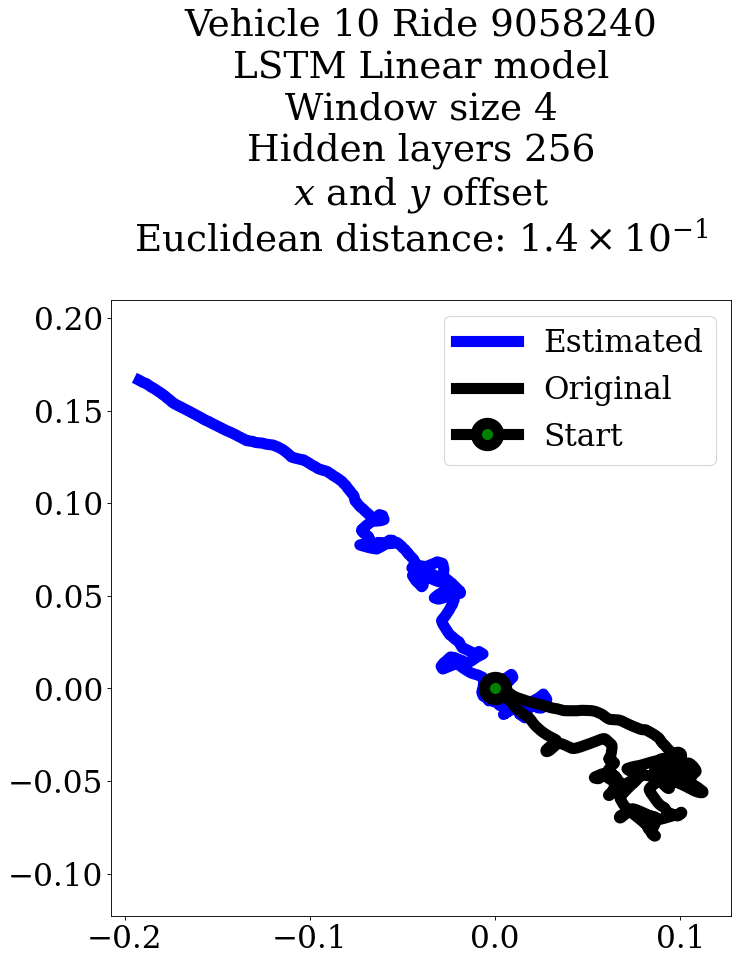 Vehicle 10 Ride 9058240
LSTM Linear model
Window size 4
Hidden layers 256
x and y offset
Euclidean distance: 1.4 × 10⁻¹
Estimated
Original
Start
0.20
0.15
0.10
0.05
0.00
−0.05
−0.10
−0.2 −0.1 0.0 0.1